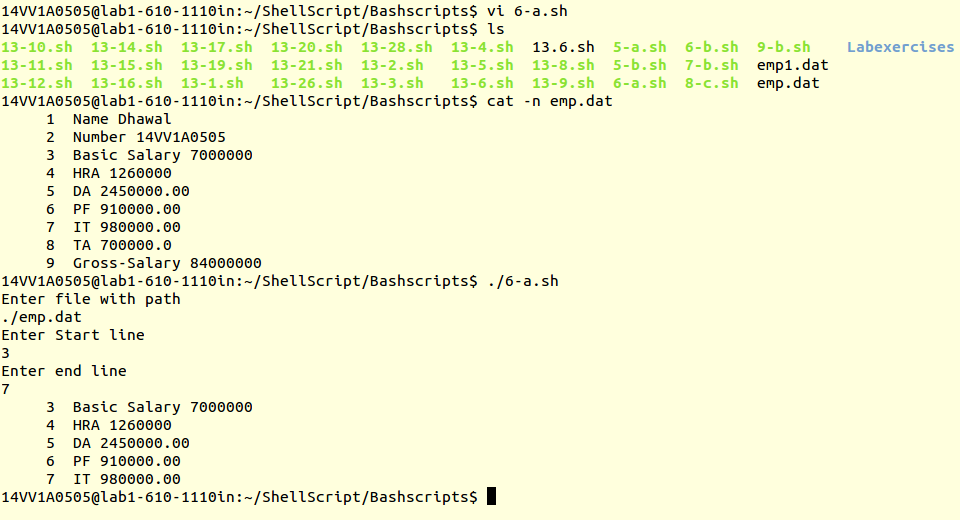 14VV1A0505@lab1-610-1110in:~/ShellScript/Bashscripts$ vi 6-a.sh
14VV1A0505@lab1-610-1110in:~/ShellScript/Bashscripts$ ls
13-10.sh 13-14.sh 13-17.sh 13-20.sh 13-28.sh 13-4.sh 13.6.sh 5-a.sh 6-b.sh 9-b.sh Labexercises
13-11.sh 13-15.sh 13-19.sh 13-21.sh 13-2.sh 13-5.sh 13-8.sh 5-b.sh 7-b.sh emp1.dat
13-12.sh 13-16.sh 13-1.sh 13-26.sh 13-3.sh 13-6.sh 13-9.sh 6-a.sh 8-c.sh emp.dat
14VV1A0505@lab1-610-1110in:~/ShellScript/Bashscripts$ cat -n emp.dat
1 Name Dhawal
2 Number 14VV1A0505
3 Basic Salary 7000000
4 HRA 1260000
5 DA 2450000.00
6 PF 910000.00
7 IT 980000.00
8 TA 700000.0
9 Gross-Salary 84000000
14VV1A0505@lab1-610-1110in:~/ShellScript/Bashscripts$ ./6-a.sh
Enter file with path
./emp.dat
Enter Start line
3
Enter end line
7
3 Basic Salary 7000000
4 HRA 1260000
5 DA 2450000.00
6 PF 910000.00
7 IT 980000.00
14VV1A0505@lab1-610-1110in:~/ShellScript/Bashscripts$